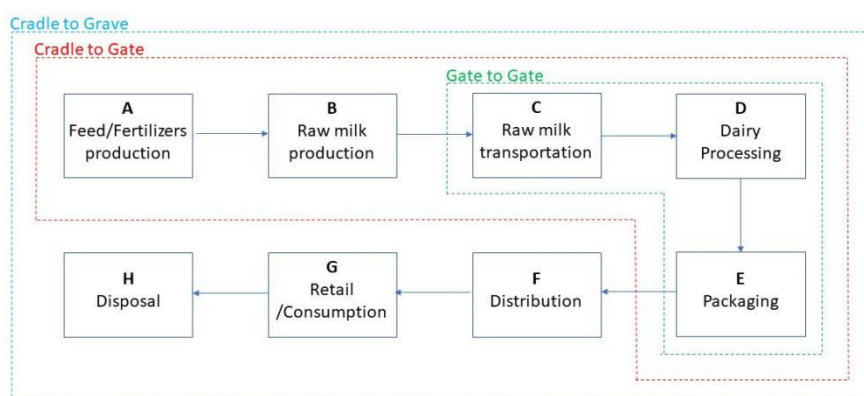 Cradle to Grave
Cradle to Gate
Gate to Gate
A
Feed/Fertilizers
production
B
Raw milk
production
C
Raw milk
transportation
D
Dairy
Processing
H
Disposal
G
Retail
/Consumption
F
Distribution
E
Packaging